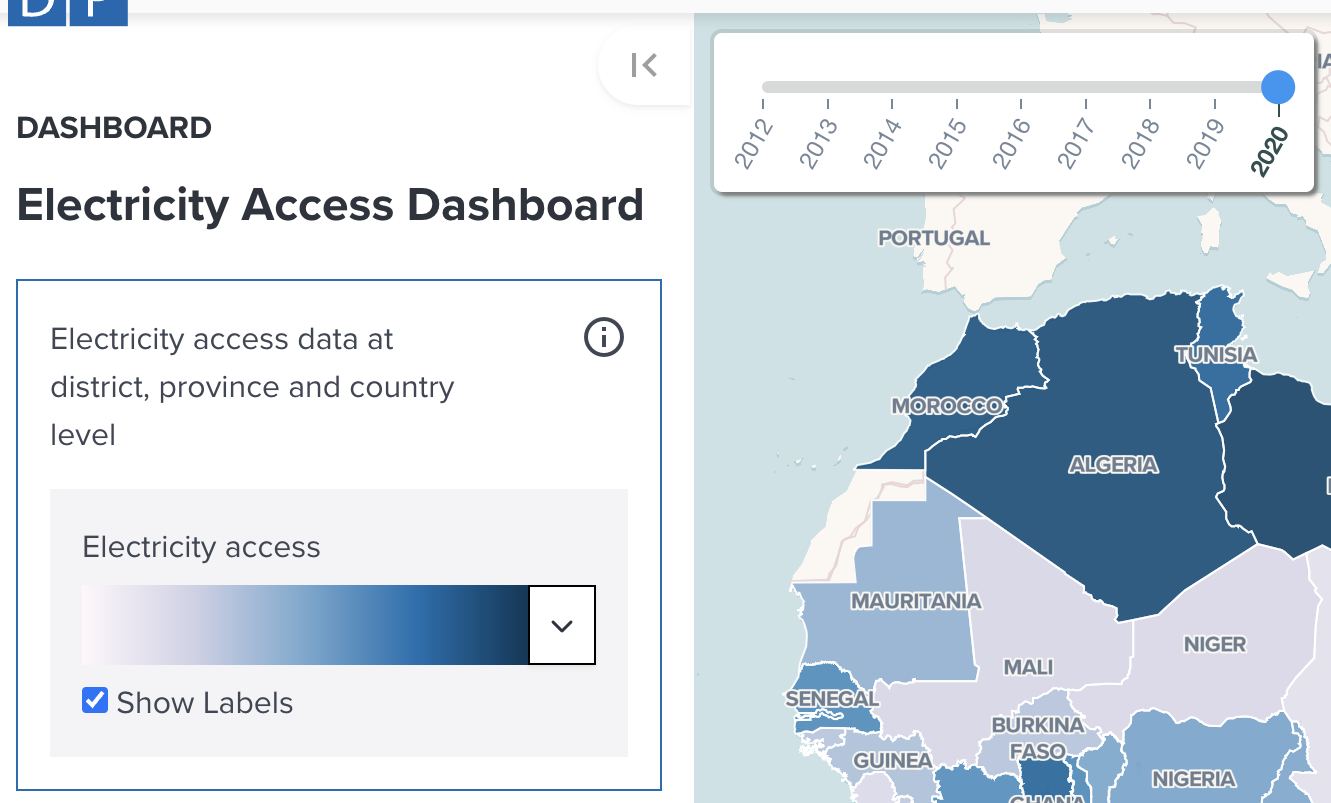 DASHBOARD
Electricity Access Dashboard
Electricity access data at
district, province and country
level
Electricity access
Show Labels
2012
2013
2014
2015
2016
2017
2018
2019
2020
PORTUGAL
TUNISIA
MOROCCO
ALGERIA
MAURITANIA
NIGER
MALI
SENEGAL
BURKINA
FASO
GUINEA
NIGERIA
GHANA